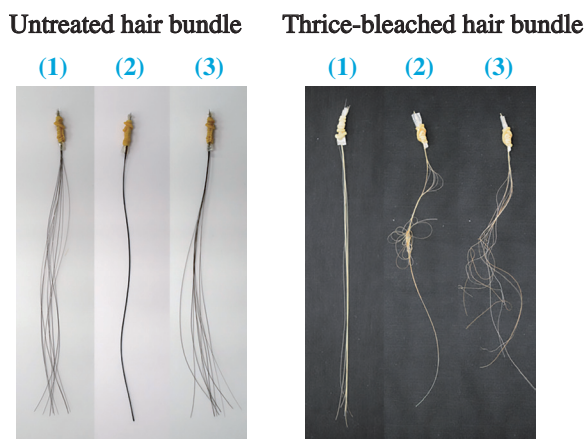 Untreated hair bundle
(1) (2) (3)
Thrice-bleached hair bundle
(1) (2) (3)